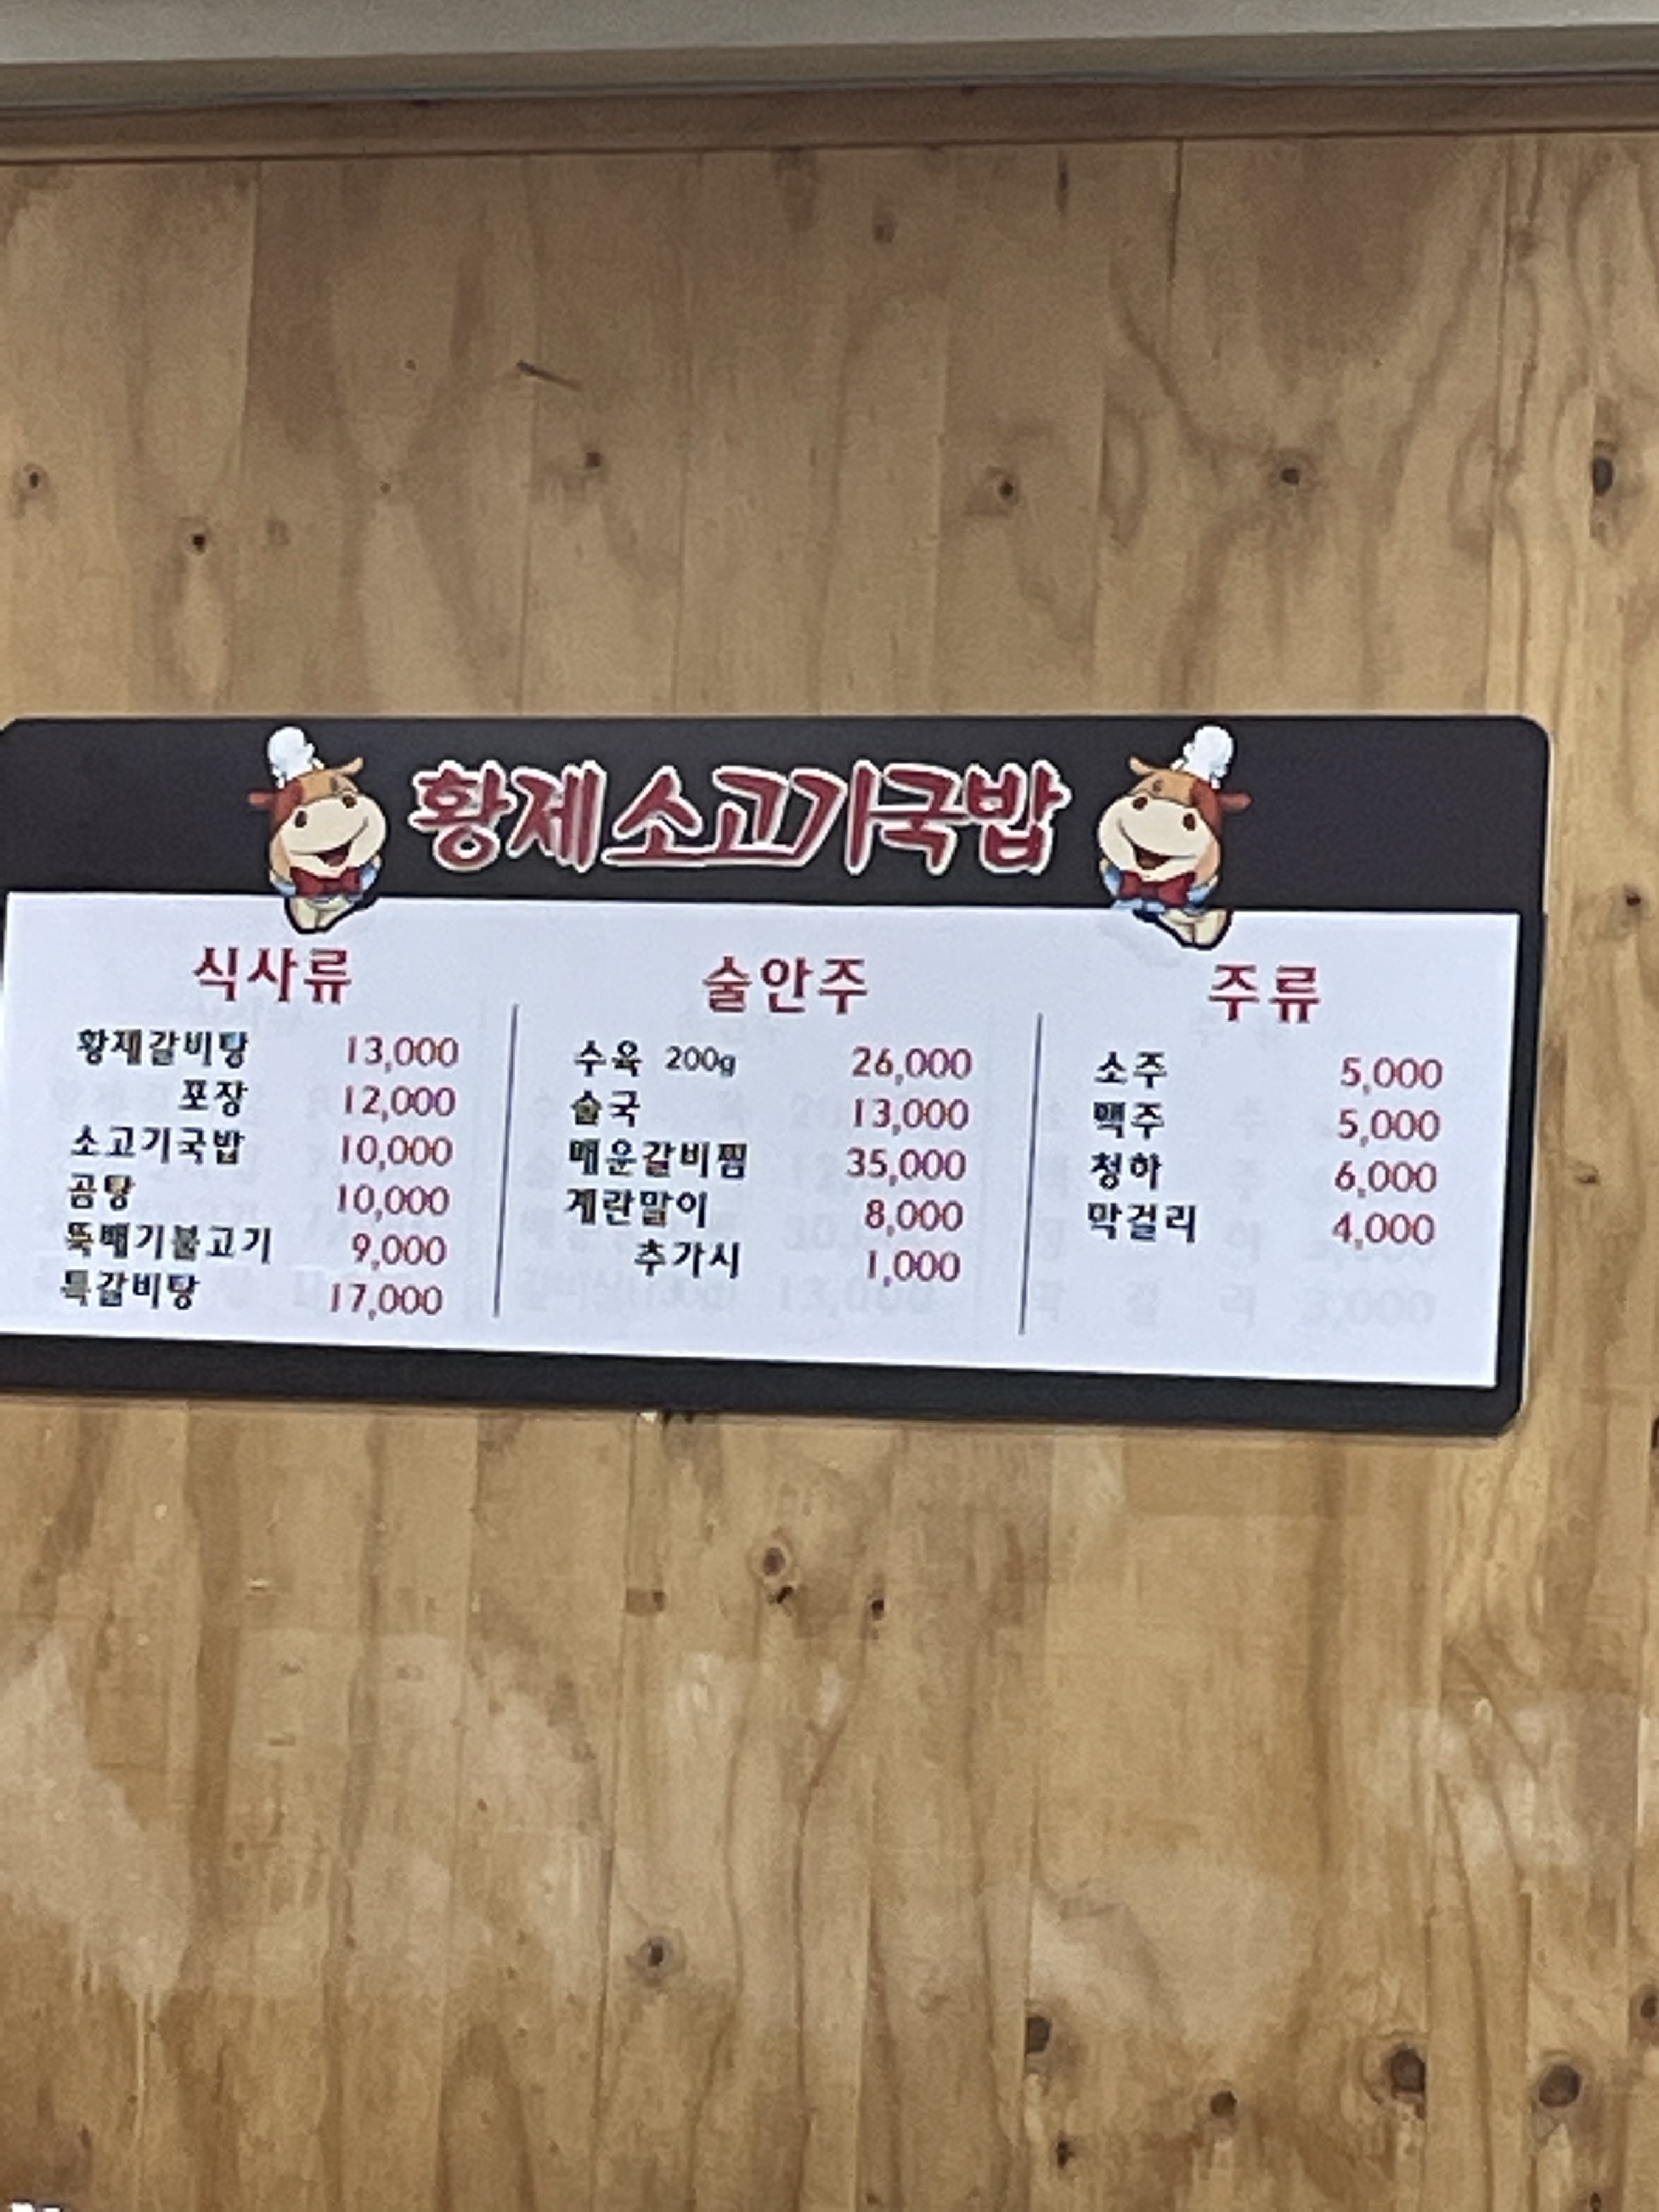 황제소고기국밥
식사류
황제갈비탕 13,000
포장 12,000
소고기국밥 10,000
곰탕 10,000
뚝빼기불고기 9,000
특갈비탕 17,000
술안주
수육 200g 26,000
술국 13,000
매운갈비찜 35,000
계란말이 8,000
추가시 1,000
주류
소주 5,000
맥주 5,000
청하 6,000
막걸리 4,000